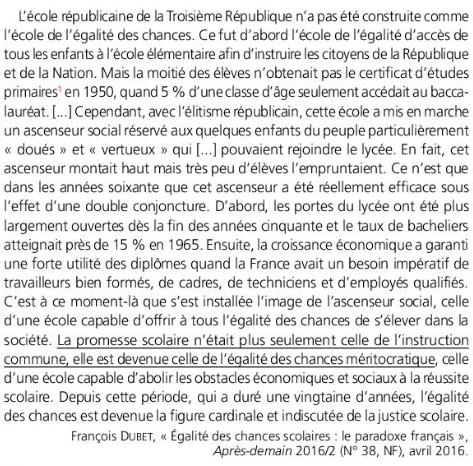 L’école républicaine de la Troisième République n’a pas été construite comme
l’école de l’égalité des chances. Ce fut d’abord l’école de l’égalité d’accès de
tous les enfants à l’école élémentaire afin d’instruire les citoyens de la République
et de la Nation. Mais la moitié des élèves n’obtenait pas le certificat d’études
primaires¹ en 1950, quand 5 % d’une classe d’âge seulement accédait au bacca-
lauréat. [...] Cependant, avec l’élitisme républicain, cette école a mis en marche
un ascenseur social réservé aux quelques enfants du peuple particulièrement
« doués » et « vertueux » qui [...] pouvaient rejoindre le lycée. En fait, cet
ascenseur montait haut mais très peu d’élèves l’empruntaient. Ce n’est que
dans les années soixante que cet ascenseur a été réellement efficace sous
l’effet d’une double conjoncture. D’abord, les portes du lycée ont été plus
largement ouvertes dès la fin des années cinquante et le taux de bacheliers
atteignait près de 15 % en 1965. Ensuite, la croissance économique a garanti
une forte utilité des diplômes quand la France avait un besoin impératif de
travailleurs bien formés, de cadres, de techniciens et d’employés qualifiés.
C’est à ce moment-là que s’est installée l’image de l’ascenseur social, celle
d’une école capable d’offrir à tous l’égalité des chances de s’élever dans la
société. La promesse scolaire n’était plus seulement celle de l’instruction
commune, elle est devenue celle de l’égalité des chances méritocratique, celle
d’une école capable d’abolir les obstacles économiques et sociaux à la réussite
scolaire. Depuis cette période, qui a duré une vingtaine d’années, l’égalité
des chances est devenue la figure cardinale et indiscutée de la justice scolaire.
François DUBET, « Égalité des chances scolaires : le paradoxe français »,
Après-demain 2016/2 (N° 38, NF), avril 2016.